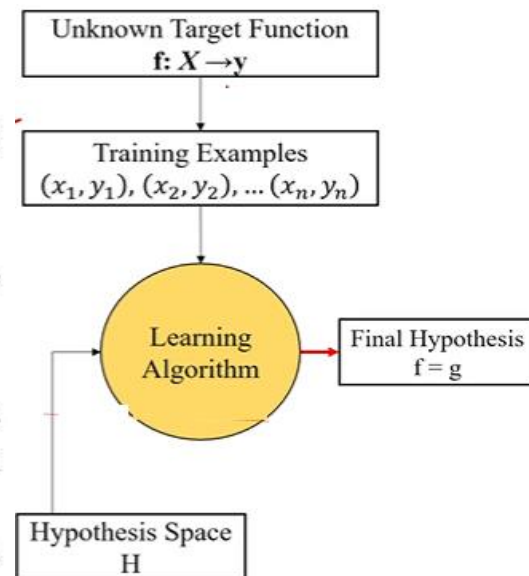 Unknown Target Function
f: X → y
Training Examples
(x₁, y₁), (x₂, y₂), ... (xₙ, yₙ)
Learning
Algorithm
Final Hypothesis
f = g
Hypothesis Space
H